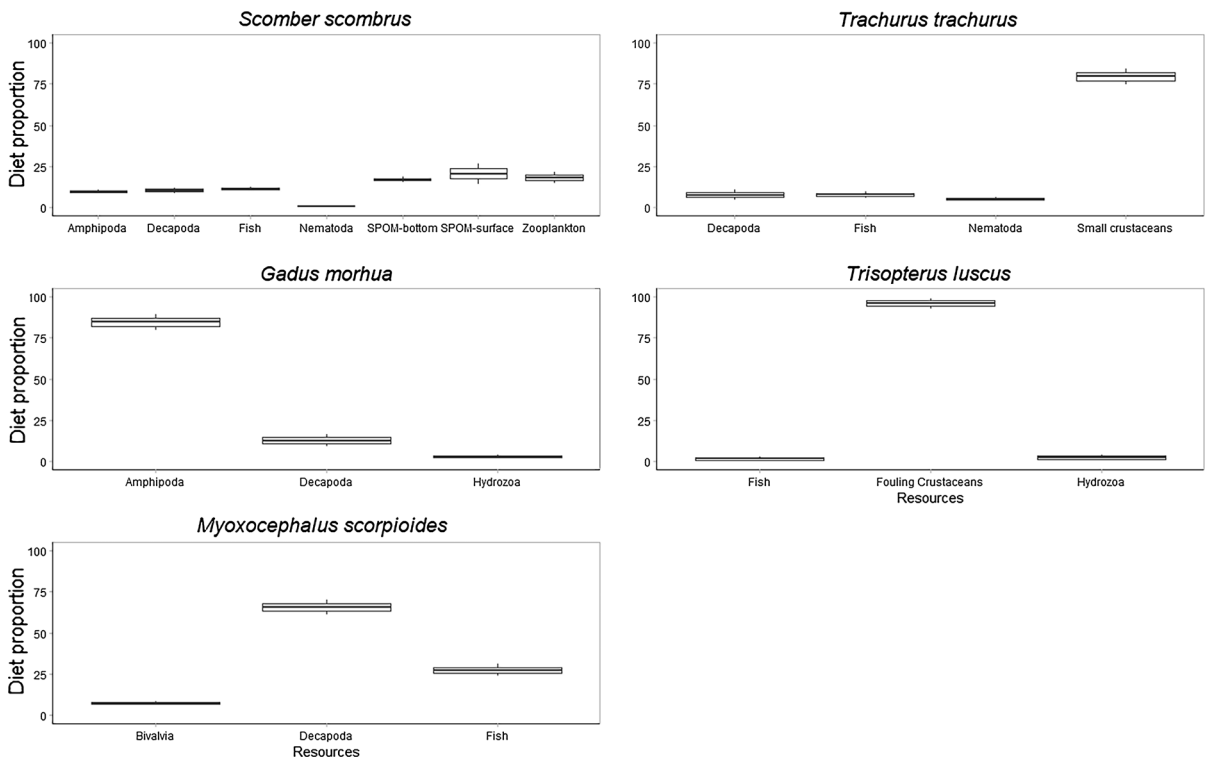 Scomber scombrus
Diet proportion
100
75
50
25
0
Amphipoda Decapoda Fish Nematoda SPOM-bottom SPOM-surface Zooplankton
Trachurus trachurus
100
75
50
25
0
Decapoda Fish Nematoda Small crustaceans
Gadus morhua
Diet proportion
100
75
50
25
0
Amphipoda Decapoda Hydrozoa
Trisopterus luscus
100
75
50
25
0
Fish Fouling Crustaceans Hydrozoa
Resources
Myoxocephalus scorpioides
Diet proportion
100
75
50
25
0
Bivalvia Decapoda Fish
Resources